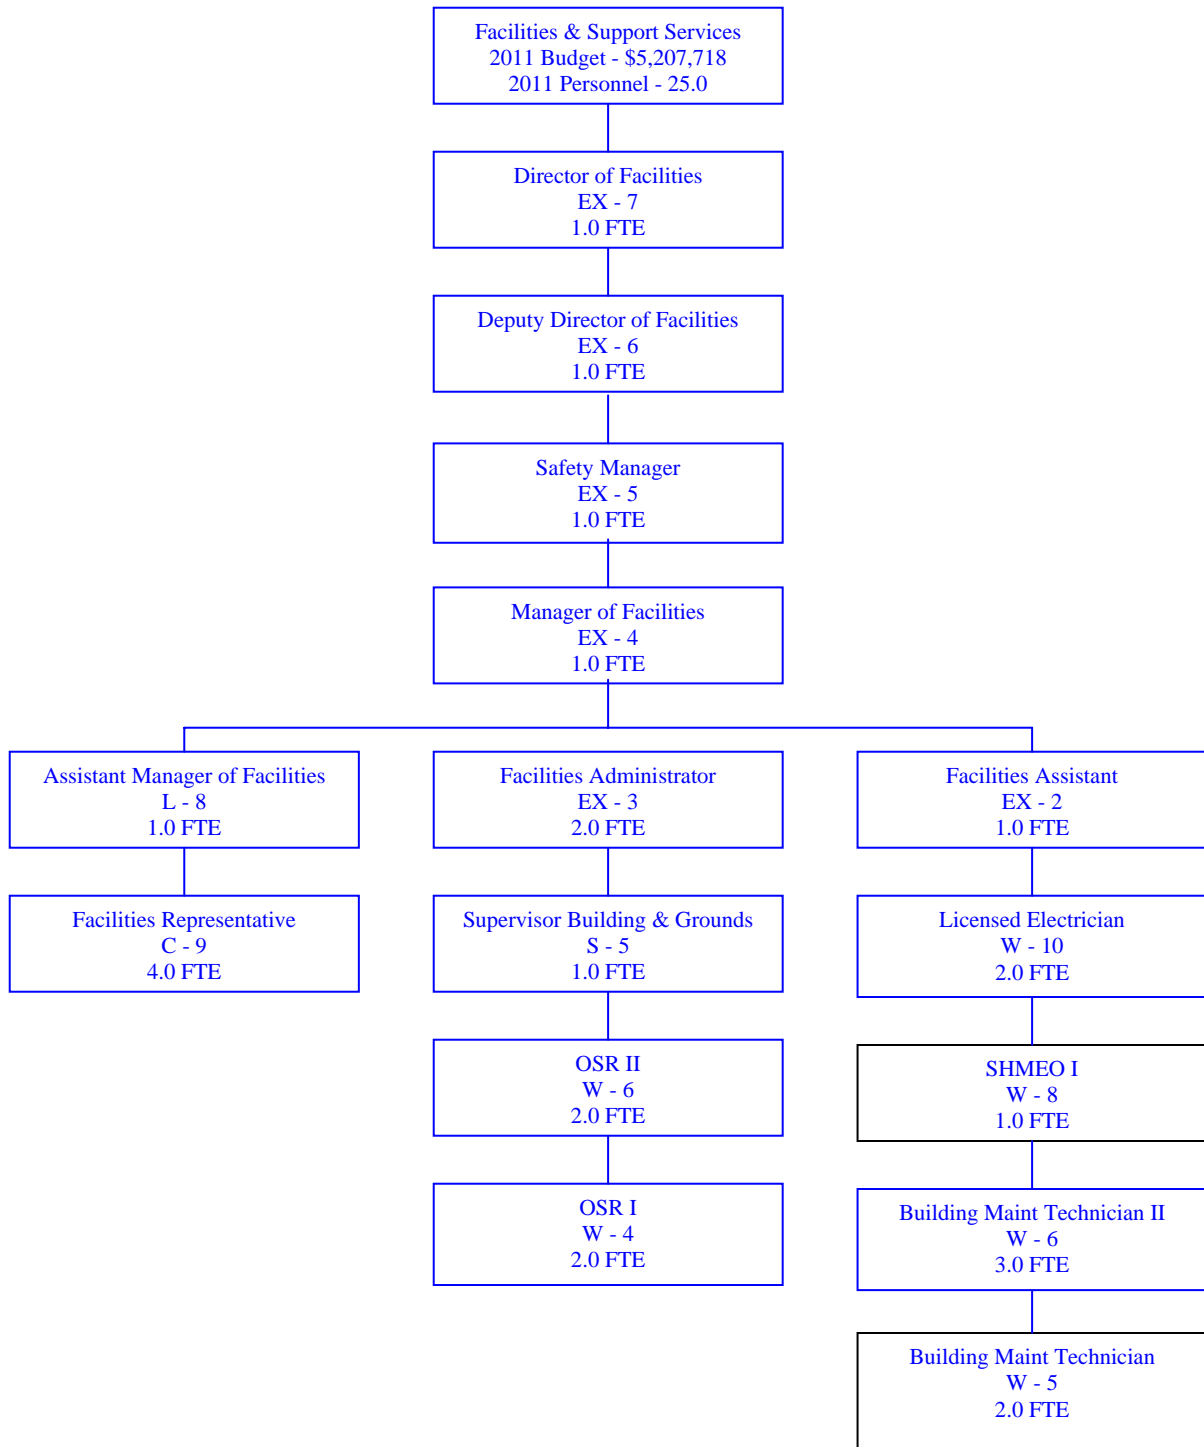 Facilities & Support Services
2011 Budget - $5,207,718
2011 Personnel - 25.0
Director of Facilities
EX - 7
1.0 FTE
Deputy Director of Facilities
EX - 6
1.0 FTE
Safety Manager
EX - 5
1.0 FTE
Manager of Facilities
EX - 4
1.0 FTE
Assistant Manager of Facilities
L - 8
1.0 FTE
Facilities Administrator
EX - 3
2.0 FTE
Facilities Assistant
EX - 2
1.0 FTE
Facilities Representative
C - 9
4.0 FTE
Supervisor Building & Grounds
S - 5
1.0 FTE
Licensed Electrician
W - 10
2.0 FTE
OSR II
W - 6
2.0 FTE
SHMEO I
W - 8
1.0 FTE
OSR I
W - 4
2.0 FTE
Building Maint Technician II
W - 6
3.0 FTE
Building Maint Technician
W - 5
2.0 FTE